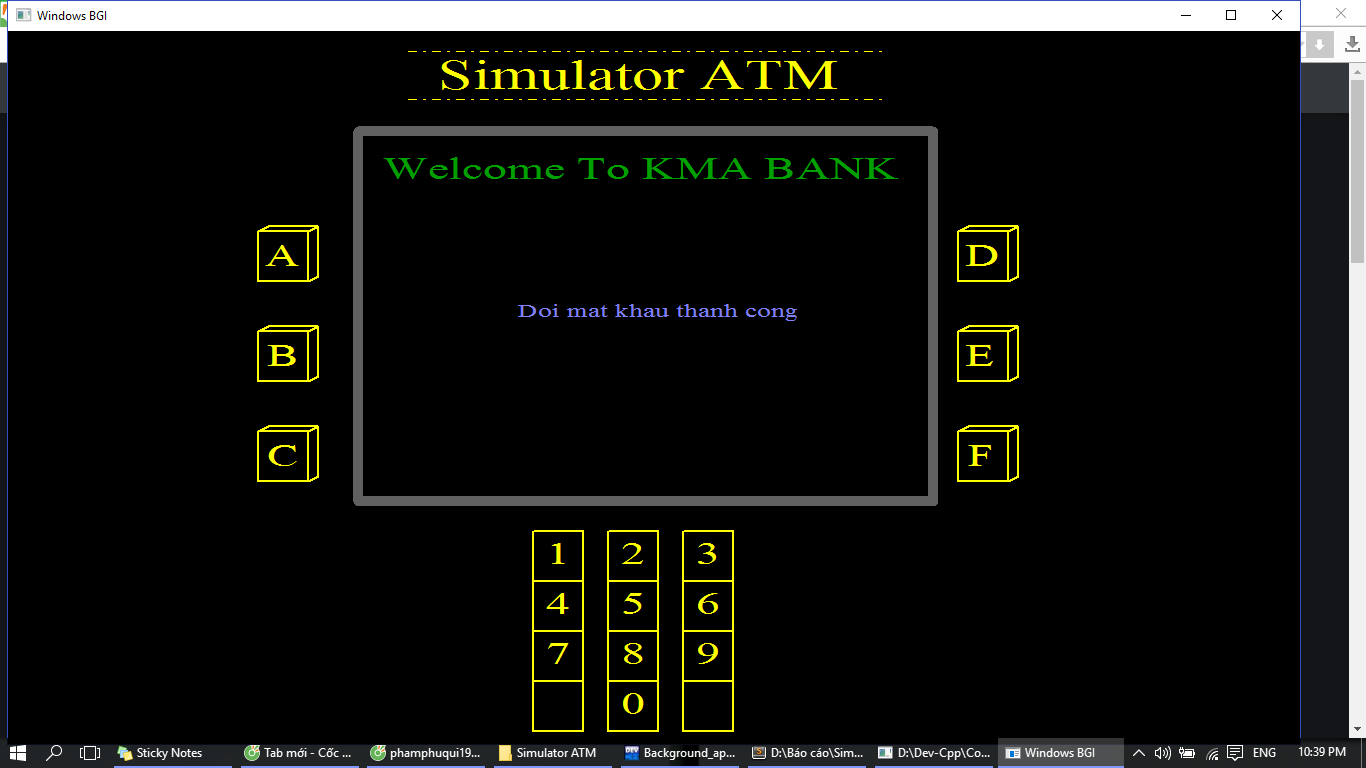 Windows BGI
Simulator ATM
Welcome To KMA BANK
A
D
Doi mat khau thanh cong
B
E
C
F
1 2 3
4 5 6
7 8 9
0
Sticky Notes
Tab mới - Cốc ...
phamphuqui19...
Simulator ATM
Background_ap...
D:\Báo cáo\Sim...
D:\Dev-Cpp\Co...
Windows BGI
ENG
10:39 PM